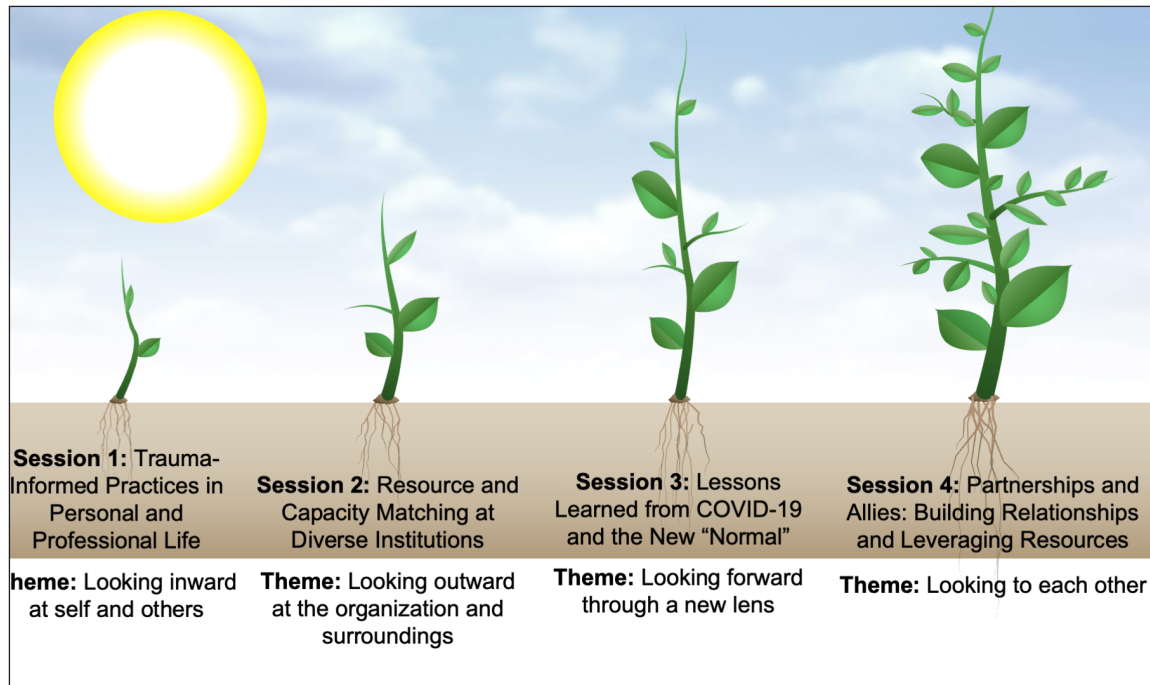 Session 1: Trauma-
Informed Practices in
Personal and
Professional Life
heme: Looking inward
at self and others
Session 2: Resource and
Capacity Matching at
Diverse Institutions
Theme: Looking outward
at the organization and
surroundings
Session 3: Lessons
Learned from COVID-19
and the New “Normal”
Theme: Looking forward
through a new lens
Session 4: Partnerships and
Allies: Building Relationships
and Leveraging Resources
Theme: Looking to each other